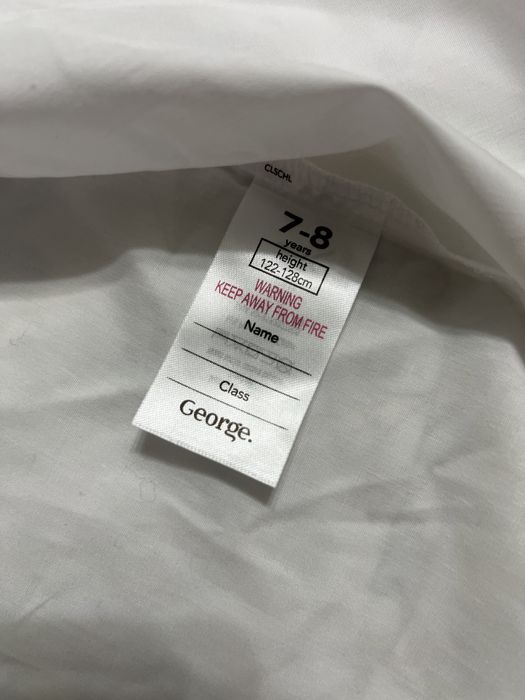 CLSCHL
7-8
years
height
122-128cm
WARNING
KEEP AWAY FROM FIRE
Name
Class
George.